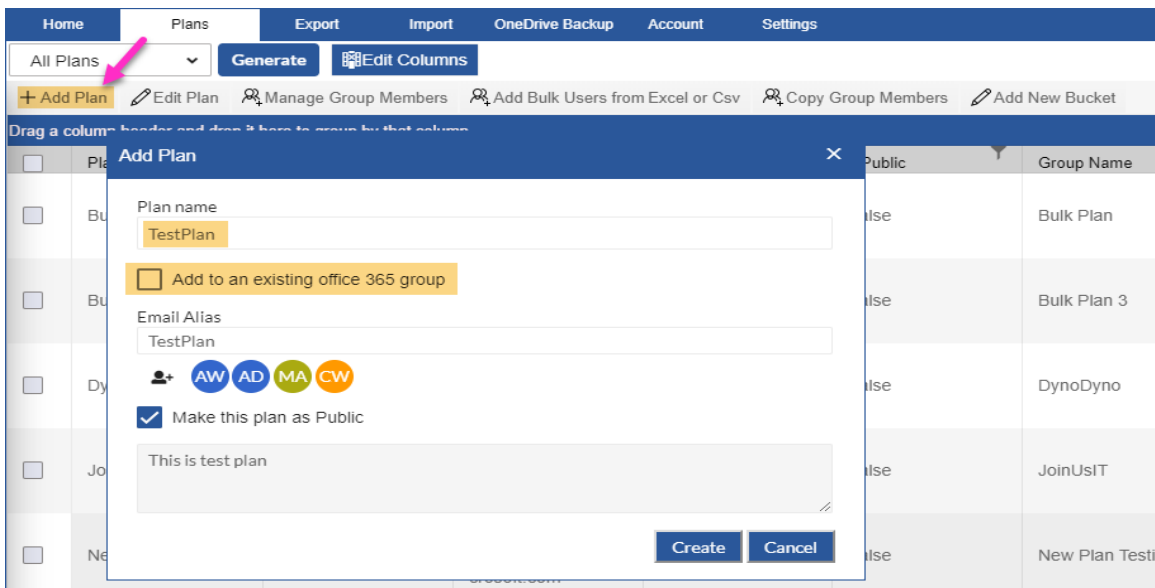 Home Plans Export Import OneDrive Backup Account Settings
All Plans Generate Edit Columns
+ Add Plan Edit Plan Manage Group Members Add Bulk Users from Excel or Csv Copy Group Members Add New Bucket
Drag a column header and drop it here to group by that column
Add Plan
Public Group Name
Plan name
TestPlan
Bulk Plan
Add to an existing office 365 group
Bulk Plan 3
Email Alias
TestPlan
AW AD MA CW
DynoDyno
Make this plan as Public
This is test plan
JoinUsIT
Create Cancel
New Plan Testi